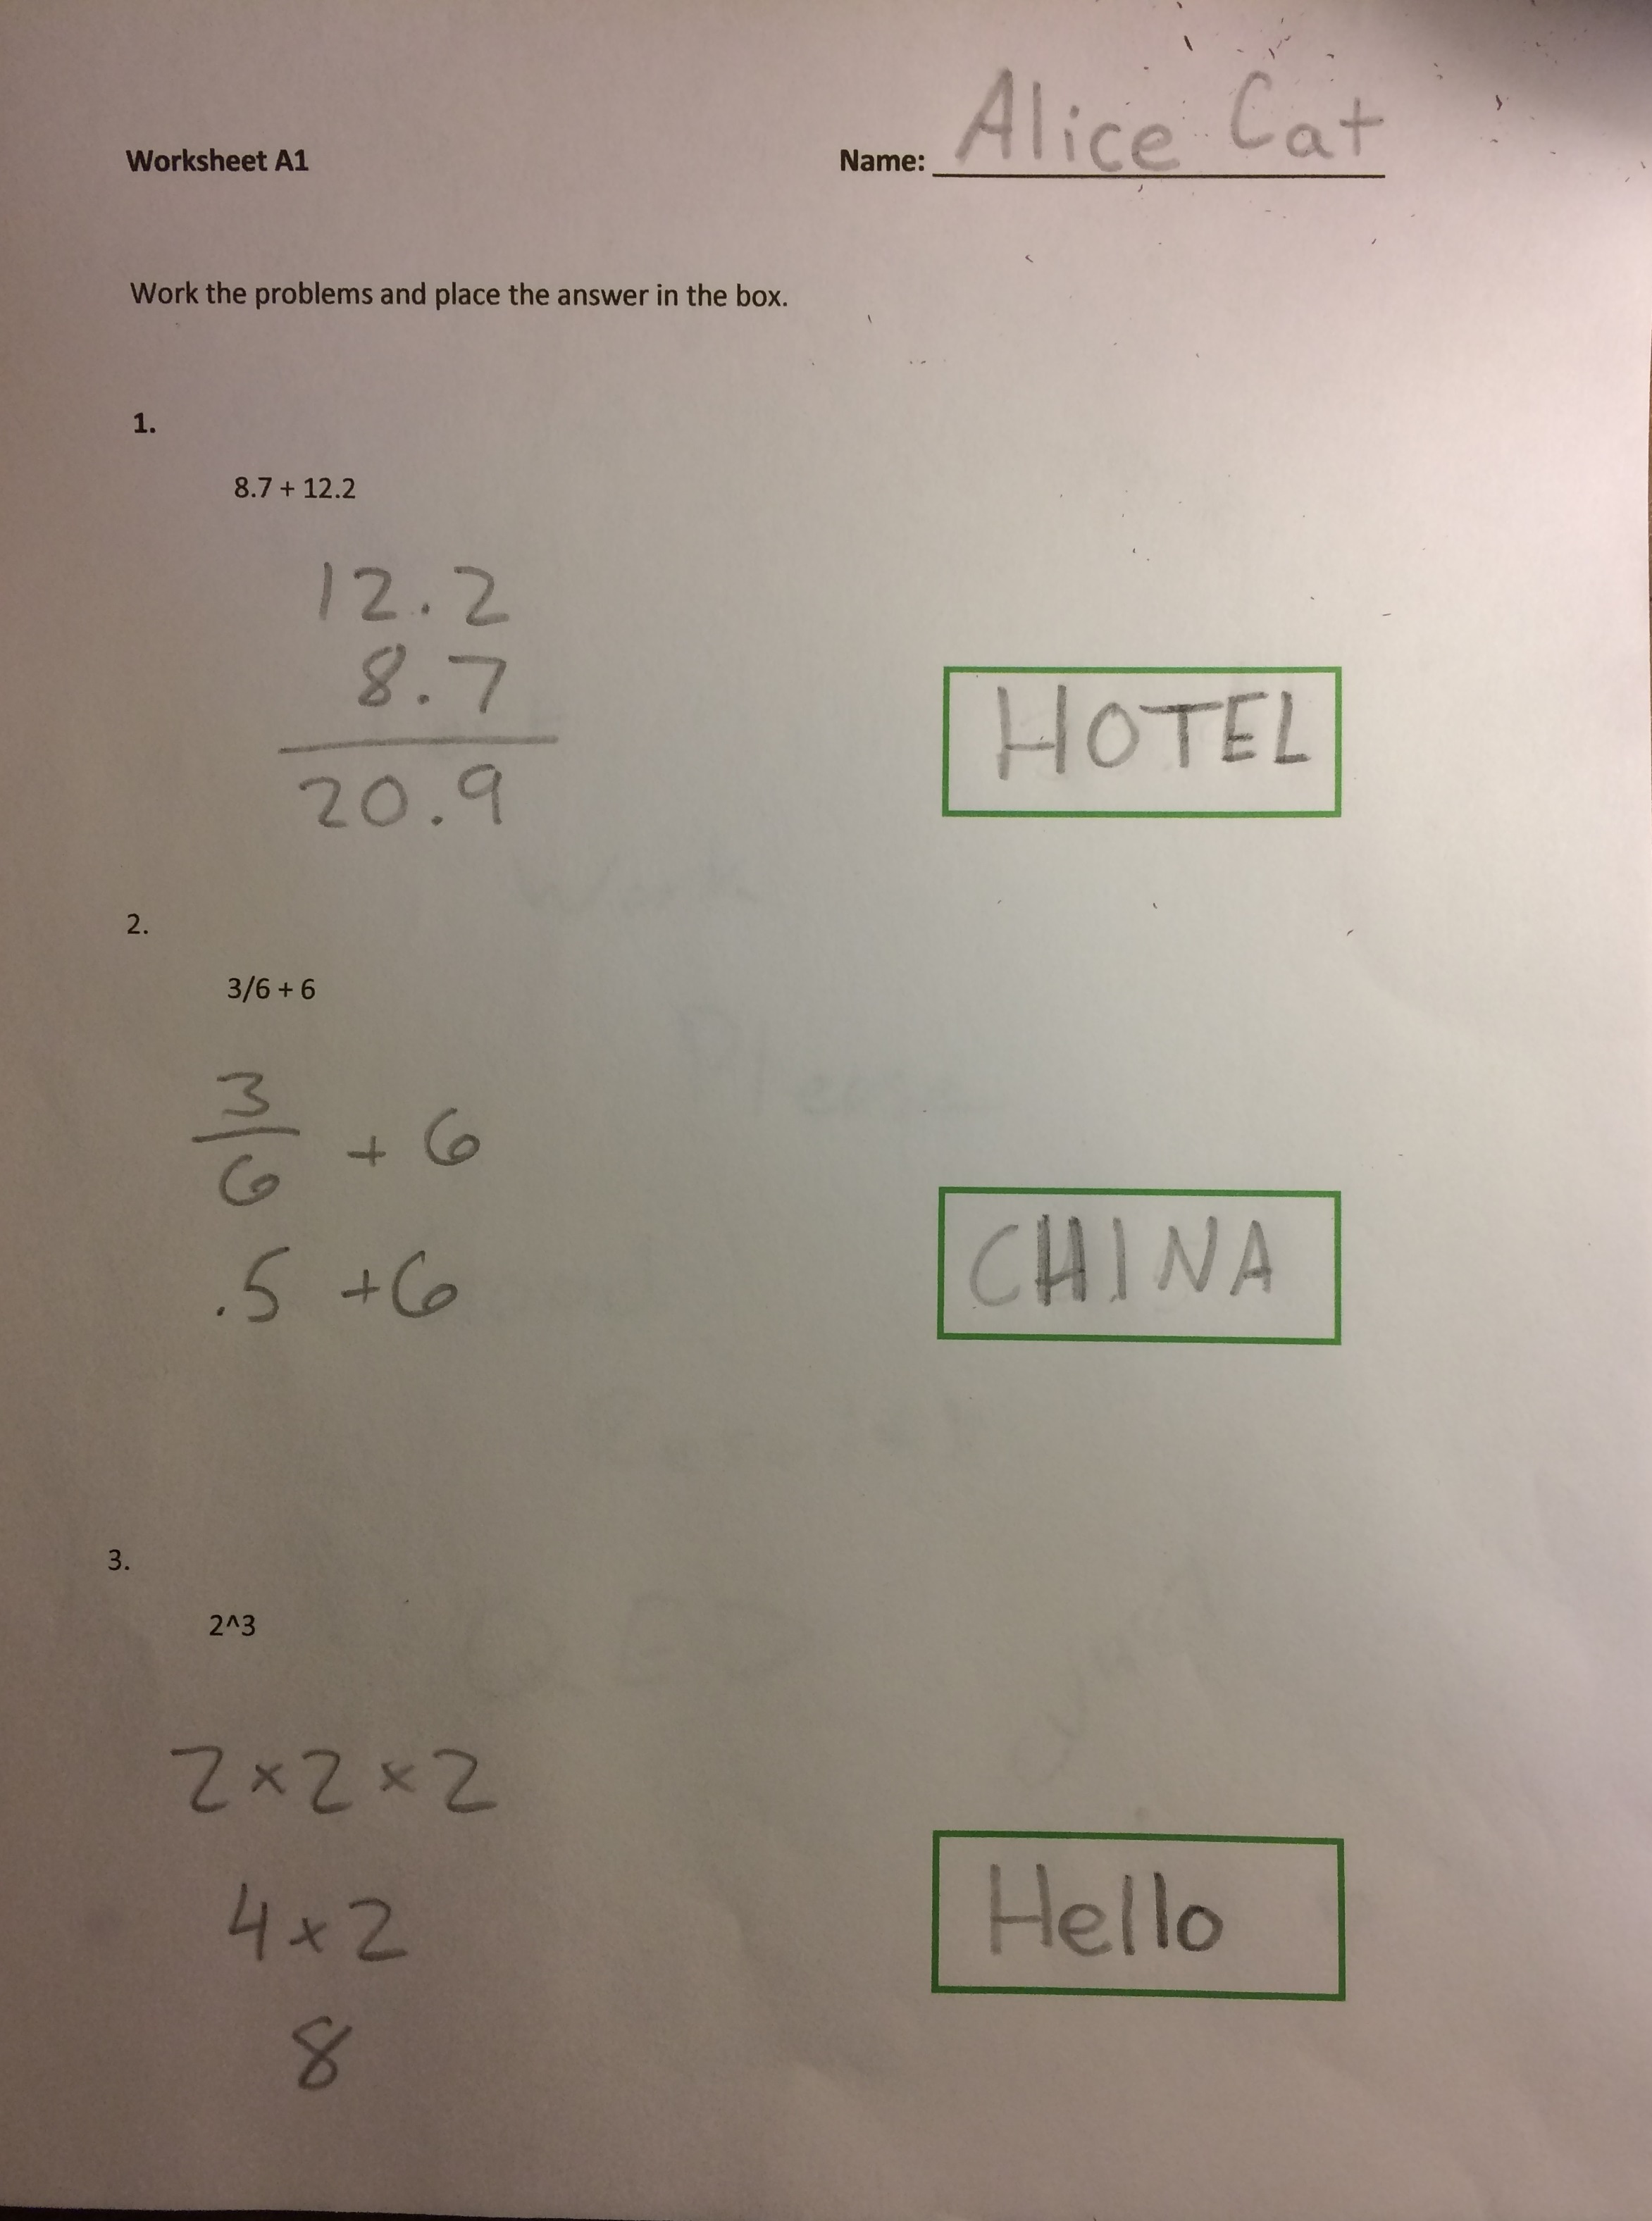 Worksheet A1 Name: Alice Cat
Work the problems and place the answer in the box.
1.
8.7 + 12.2
12.2
8.7
20.9
HOTEL
2.
3/6 + 6
3
6
+ 6
.5 + 6
CHINA
3.
2^3
2 × 2 × 2
4 × 2
8
Hello